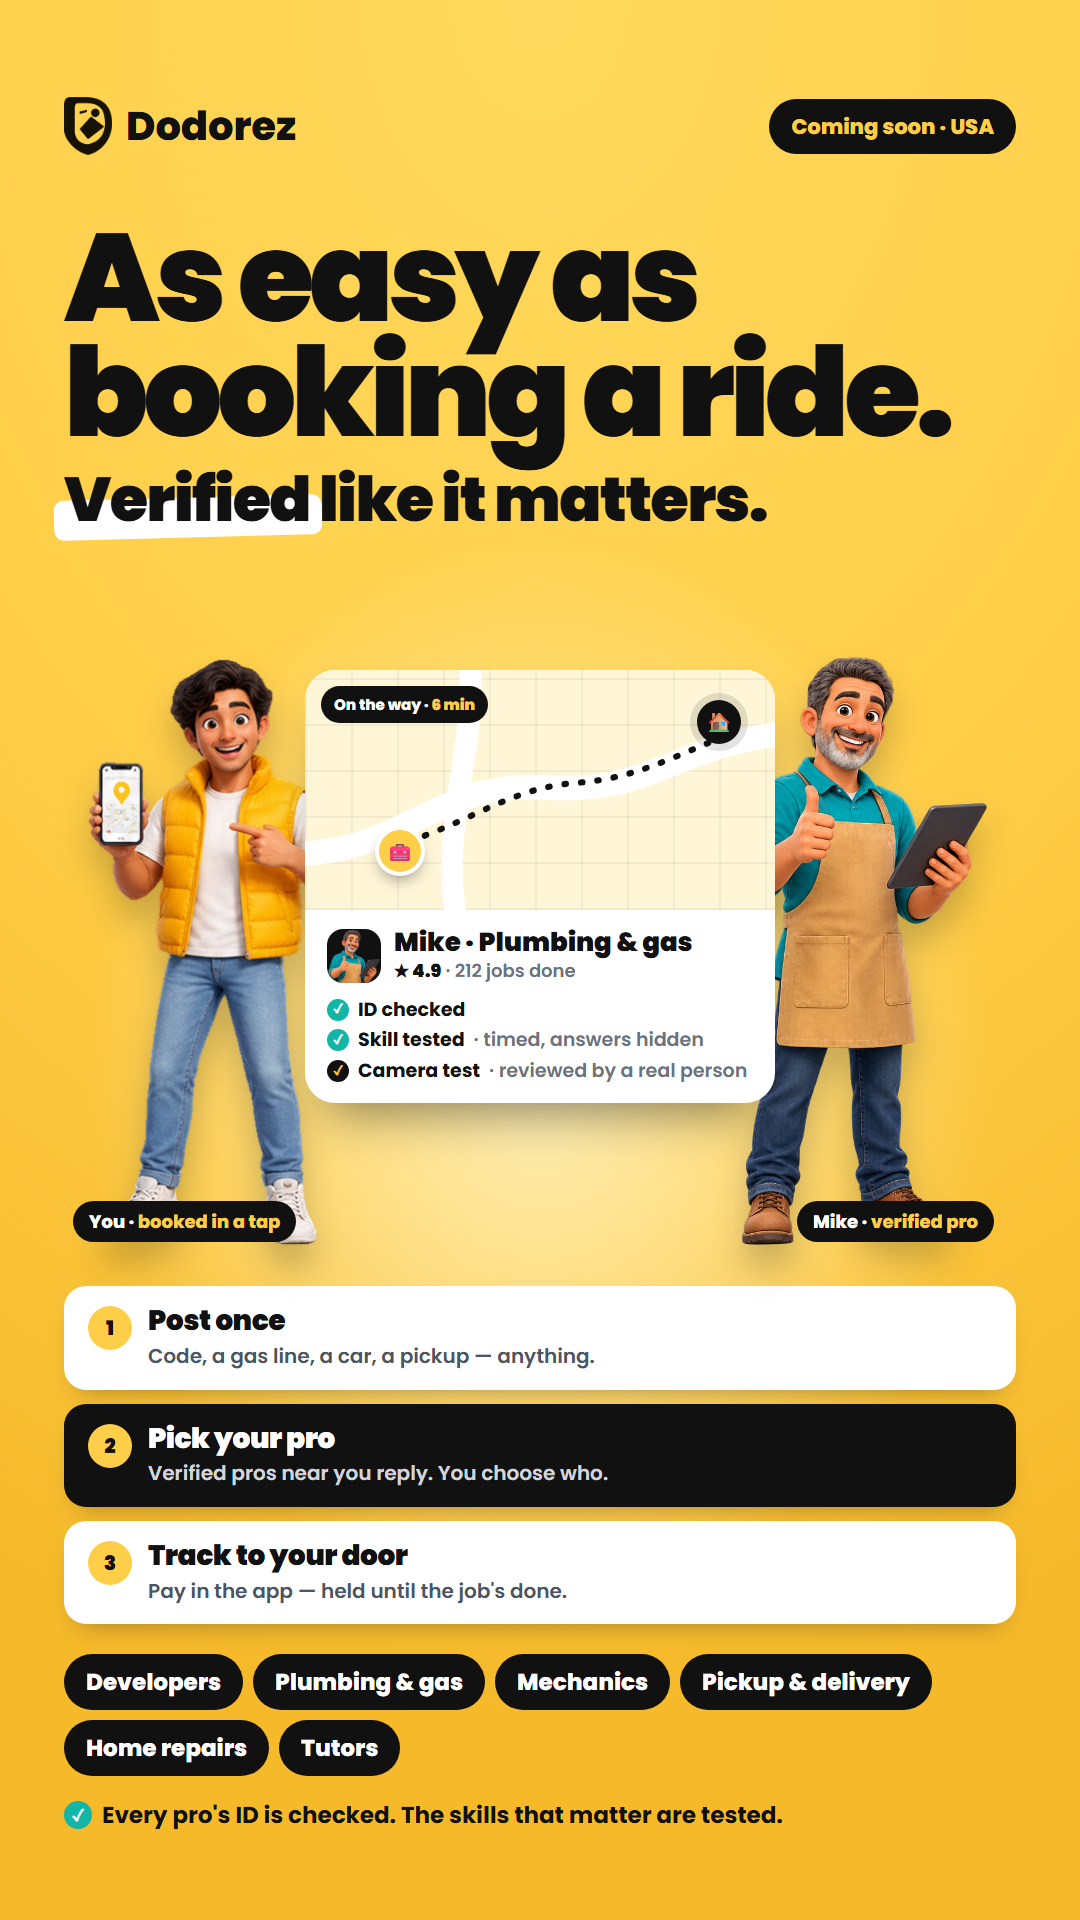 Dodorez
Coming soon · USA
As easy as
booking a ride.
Verified like it matters.
On the way · 6 min
Mike · Plumbing & gas
★ 4.9 · 212 jobs done
ID checked
Skill tested · timed, answers hidden
Camera test · reviewed by a real person
You · booked in a tap
Mike · verified pro
1 Post once
Code, a gas line, a car, a pickup — anything.
2 Pick your pro
Verified pros near you reply. You choose who.
3 Track to your door
Pay in the app — held until the job's done.
Developers
Plumbing & gas
Mechanics
Pickup & delivery
Home repairs
Tutors
Every pro's ID is checked. The skills that matter are tested.